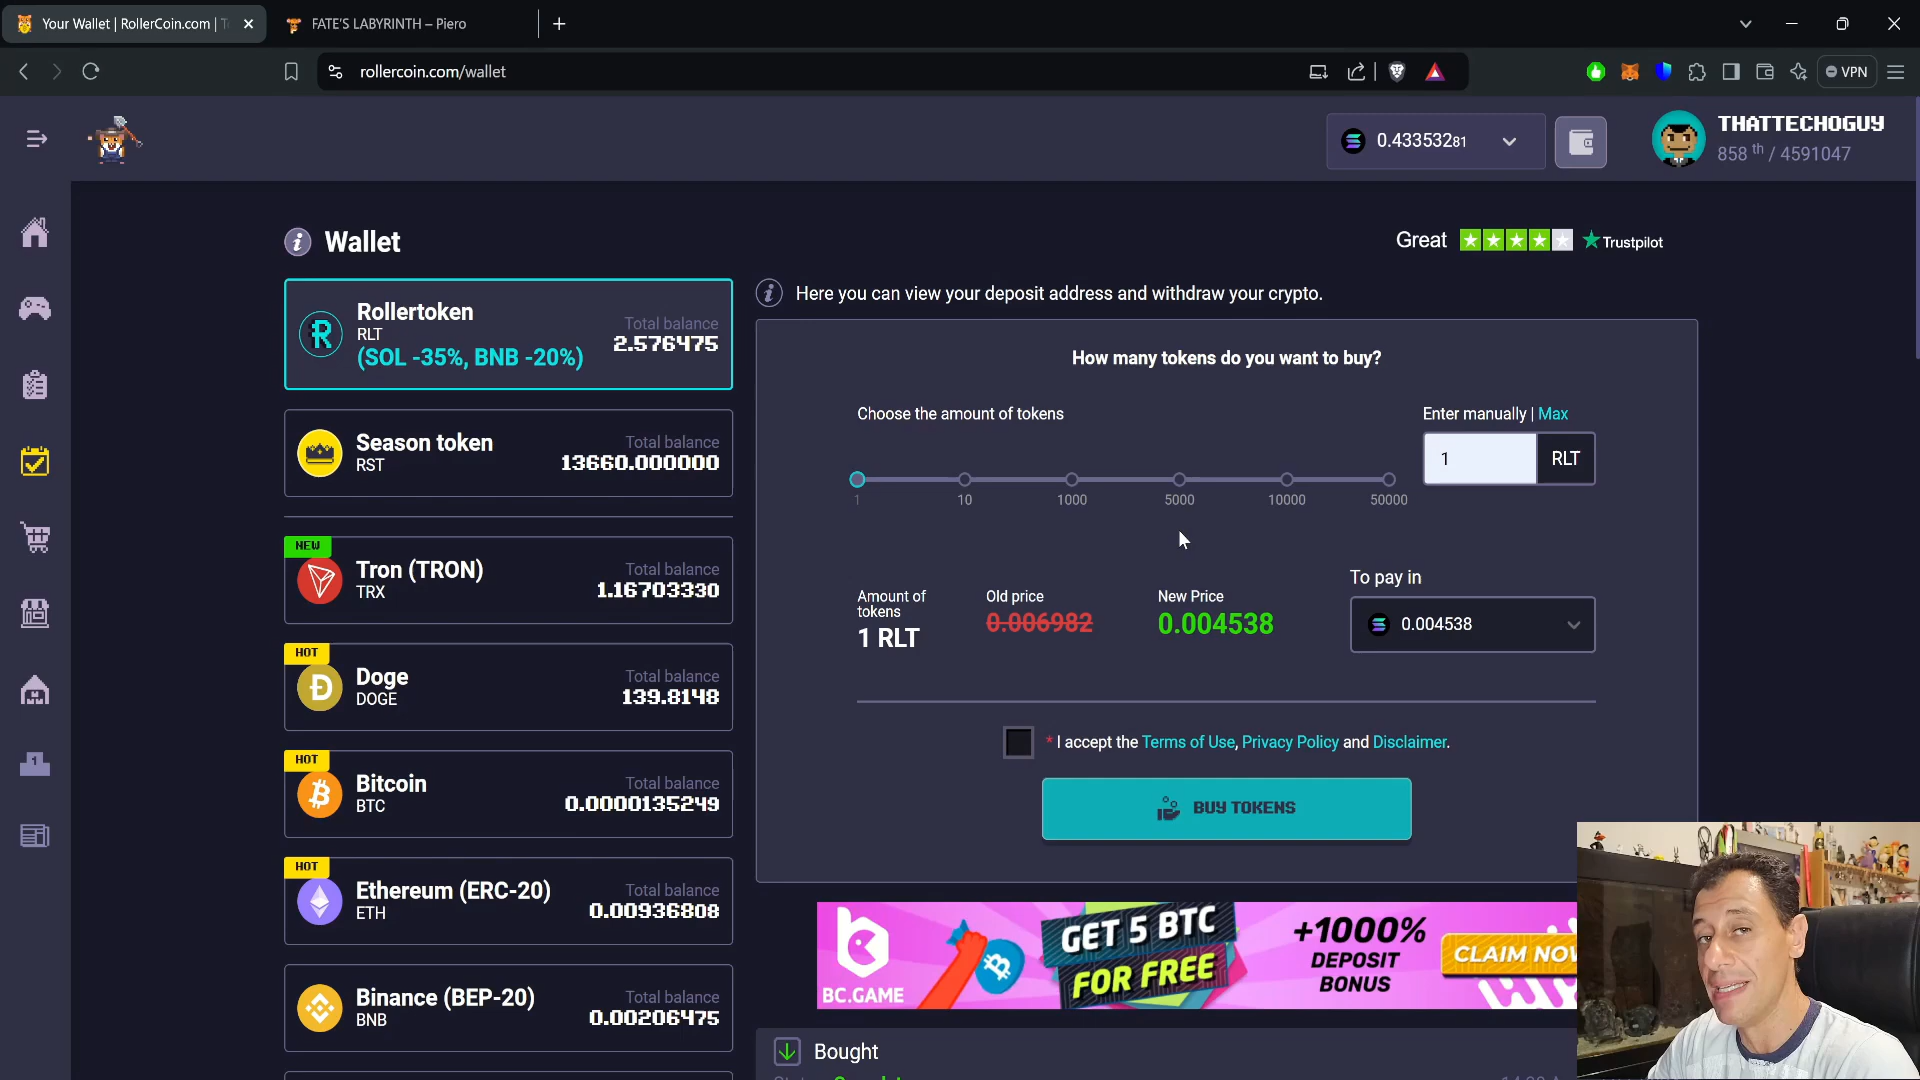 Your Wallet | RollerCoin.com |
FATE'S LABYRINTH – Piero
rollercoin.com/wallet
VPN
0.43353281
THATTECHOGUY
858 th / 4591047
Wallet
Great
Trustpilot
Rollertoken
RLT
(SOL -35%, BNB -20%)
Total balance
2.576475
Season token
RST
Total balance
13660.000000
NEW
Tron (TRON)
TRX
Total balance
1.16703330
HOT
Doge
DOGE
Total balance
139.8148
HOT
Bitcoin
BTC
Total balance
0.0000135249
HOT
Ethereum (ERC-20)
ETH
Total balance
0.00936808
Binance (BEP-20)
BNB
Total balance
0.00206475
Here you can view your deposit address and withdraw your crypto.
How many tokens do you want to buy?
Choose the amount of tokens
Enter manually | Max
1 RLT
1 10 1000 5000 10000 50000
Amount of
tokens
1 RLT
Old price
0.006982
New Price
0.004538
To pay in
0.004538
* I accept the Terms of Use, Privacy Policy and Disclaimer.
BUY TOKENS
BC.GAME
GET 5 BTC
FOR FREE
+1000%
DEPOSIT
BONUS
CLAIM NOW
Bought